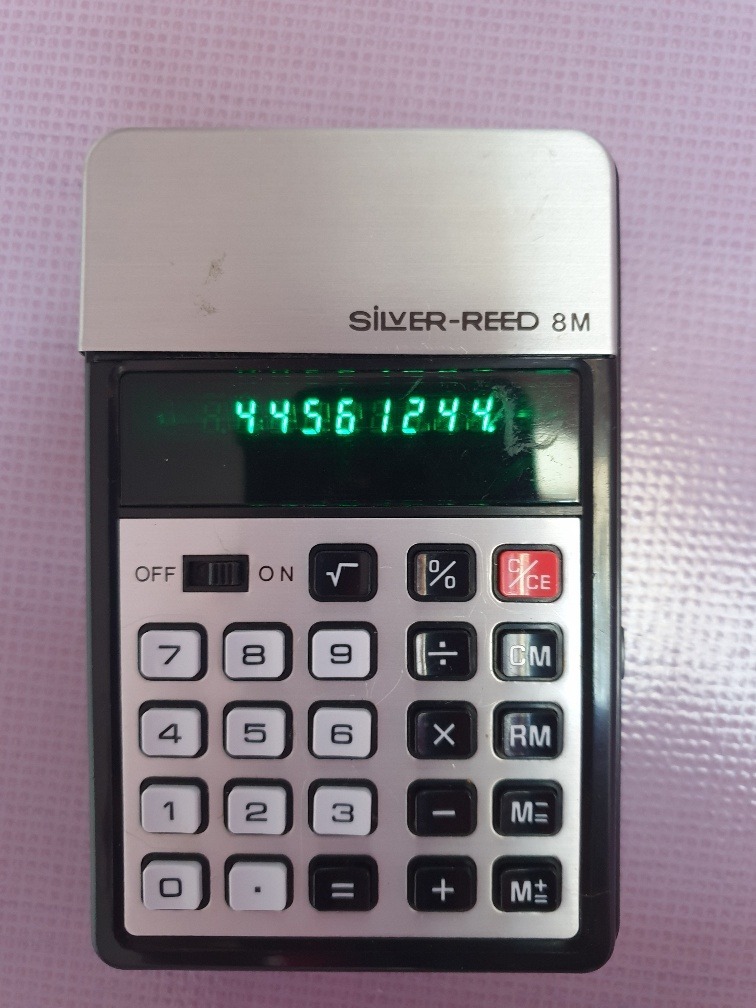 SiLVER-REED 8M
44561244.
OFF ON √ % C/CE
7 8 9 ÷ CM
4 5 6 × RM
1 2 3 − M−=
0 . = + M+=